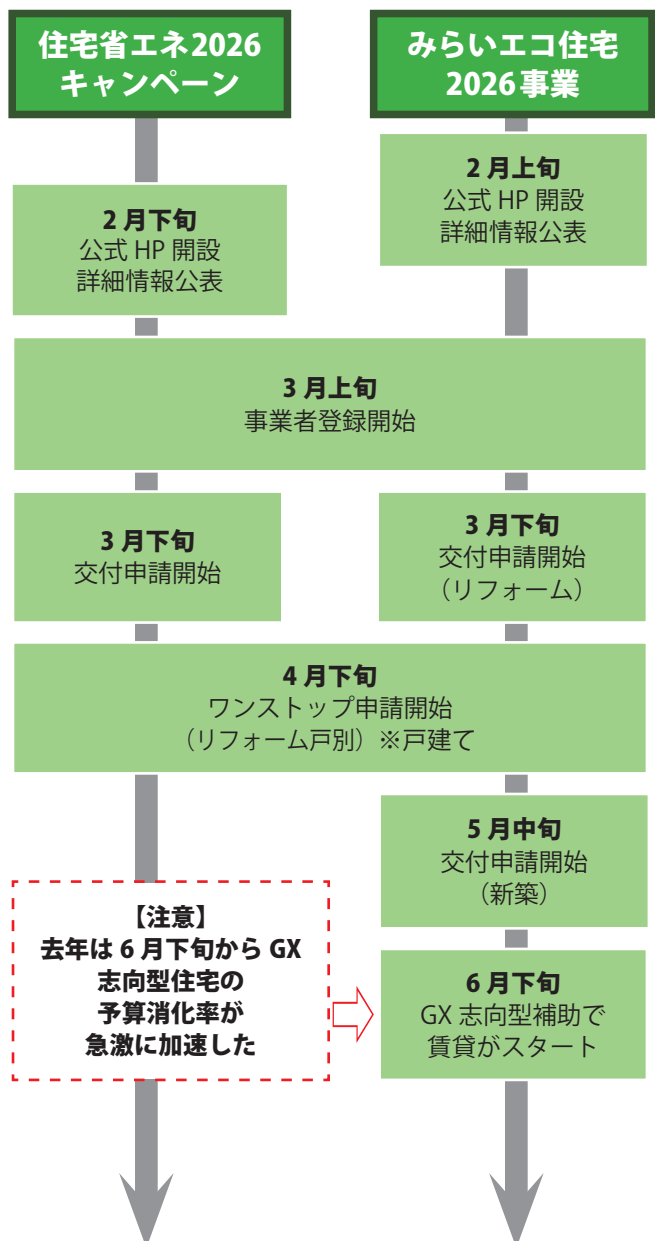 住宅省エネ2026
キャンペーン
みらいエコ住宅
2026事業
2月上旬
公式HP開設
詳細情報公表
2月下旬
公式HP開設
詳細情報公表
3月上旬
事業者登録開始
3月下旬
交付申請開始
3月下旬
交付申請開始
（リフォーム）
4月下旬
ワンストップ申請開始
（リフォーム戸別）※戸建て
5月中旬
交付申請開始
（新築）
【注意】
去年は6月下旬からGX
志向型住宅の
予算消化率が
急激に加速した
6月下旬
GX志向型補助で
賃貸がスタート